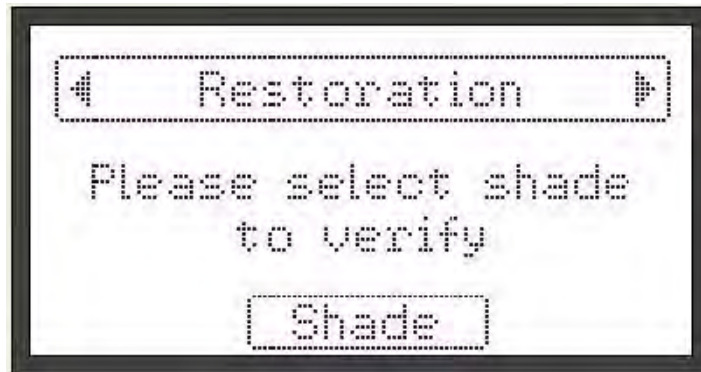 Restoration
Please select shade
to verify
Shade